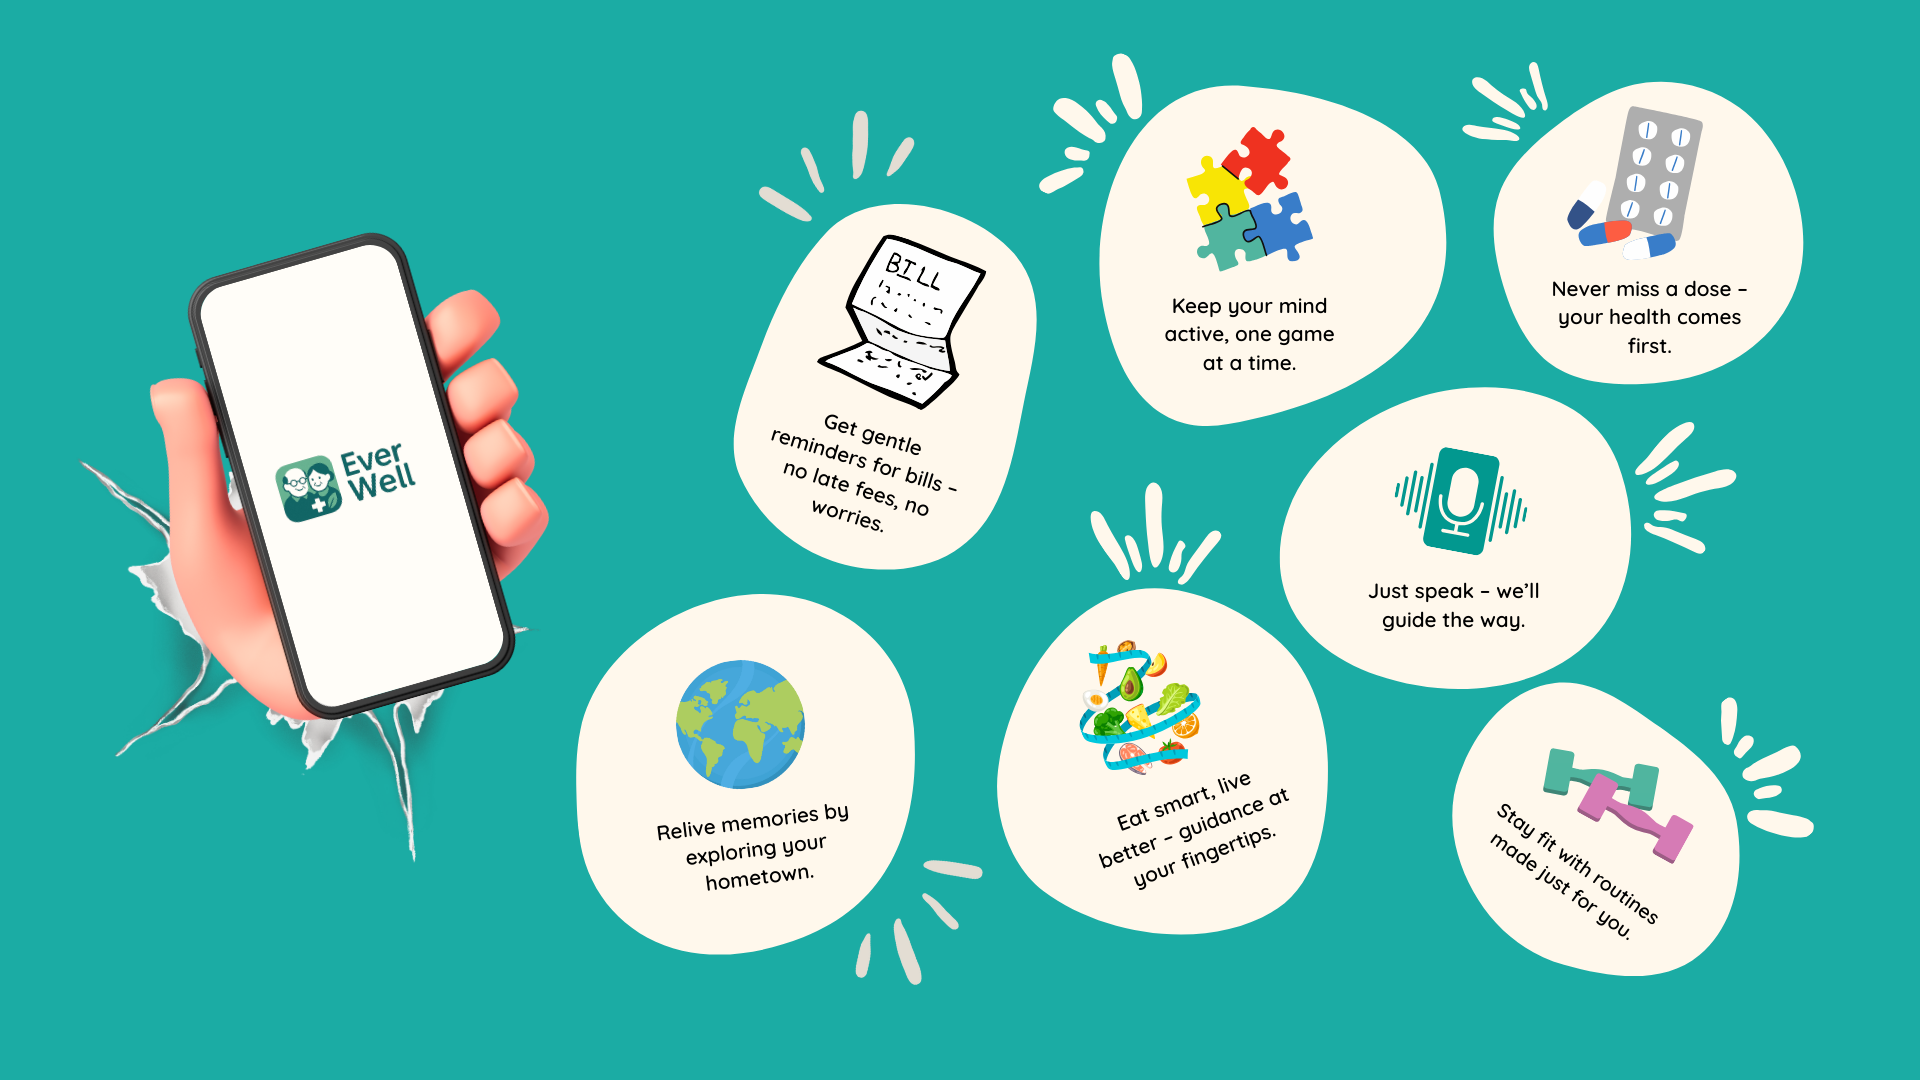 Ever
Well
BILL
Get gentle
reminders for bills –
no late fees, no
worries.
Keep your mind
active, one game
at a time.
Never miss a dose –
your health comes
first.
Just speak – we’ll
guide the way.
Relive memories by
exploring your
hometown.
Eat smart, live
better – guidance at
your fingertips.
Stay fit with routines
made just for you.